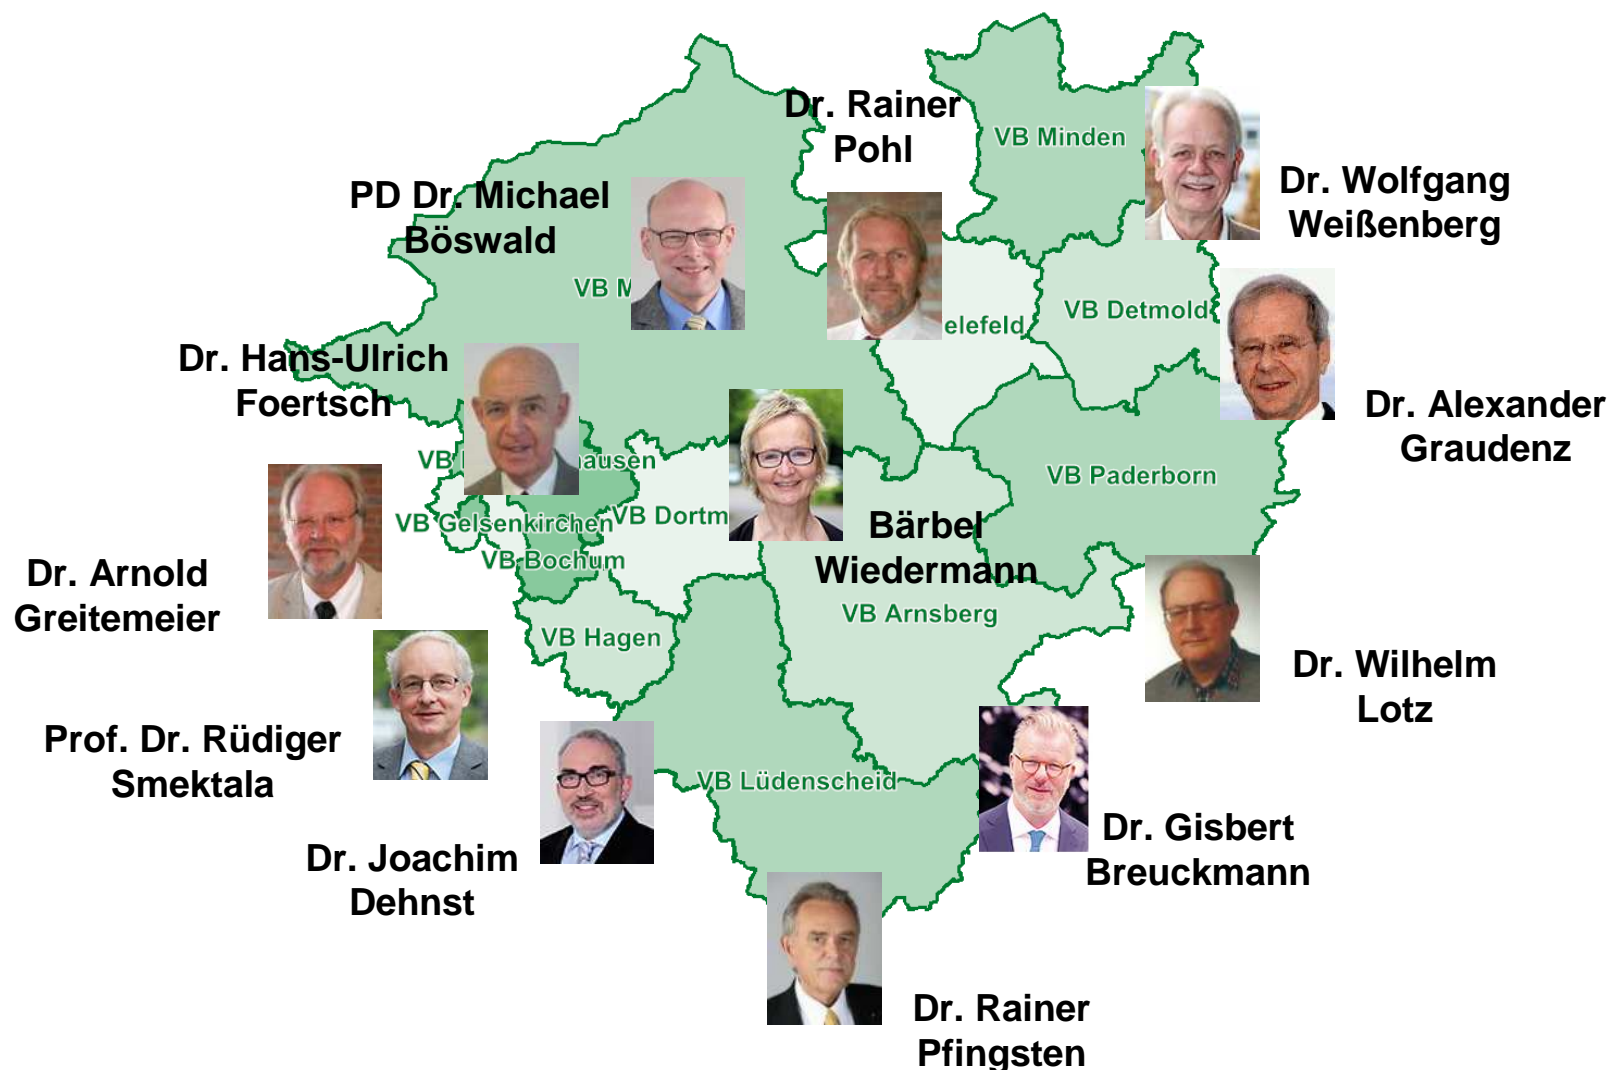 Dr. Rainer
Pohl
VB Minden
PD Dr. Michael
Böswald
Dr. Wolfgang
Weißenberg
VB M
elefeld
VB Detmold
Dr. Hans-Ulrich
Foertsch
Dr. Alexander
Graudenz
VB
ausen
VB Paderborn
VB Gelsenkirchen
VB Dortm
Bärbel
Wiedermann
VB Bochum
Dr. Arnold
Greitemeier
VB Arnsberg
VB Hagen
Dr. Wilhelm
Lotz
Prof. Dr. Rüdiger
Smektala
VB Lüdenscheid
Dr. Joachim
Dehnst
Dr. Gisbert
Breuckmann
Dr. Rainer
Pfingsten